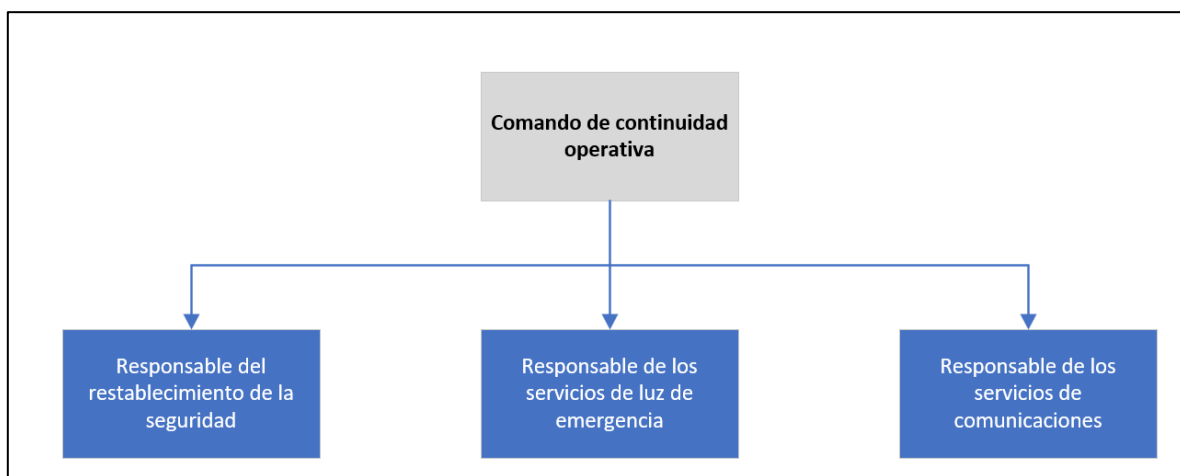 Comando de continuidad
operativa
Responsable del
restablecimiento de la
seguridad
Responsable de los
servicios de luz de
emergencia
Responsable de los
servicios de
comunicaciones